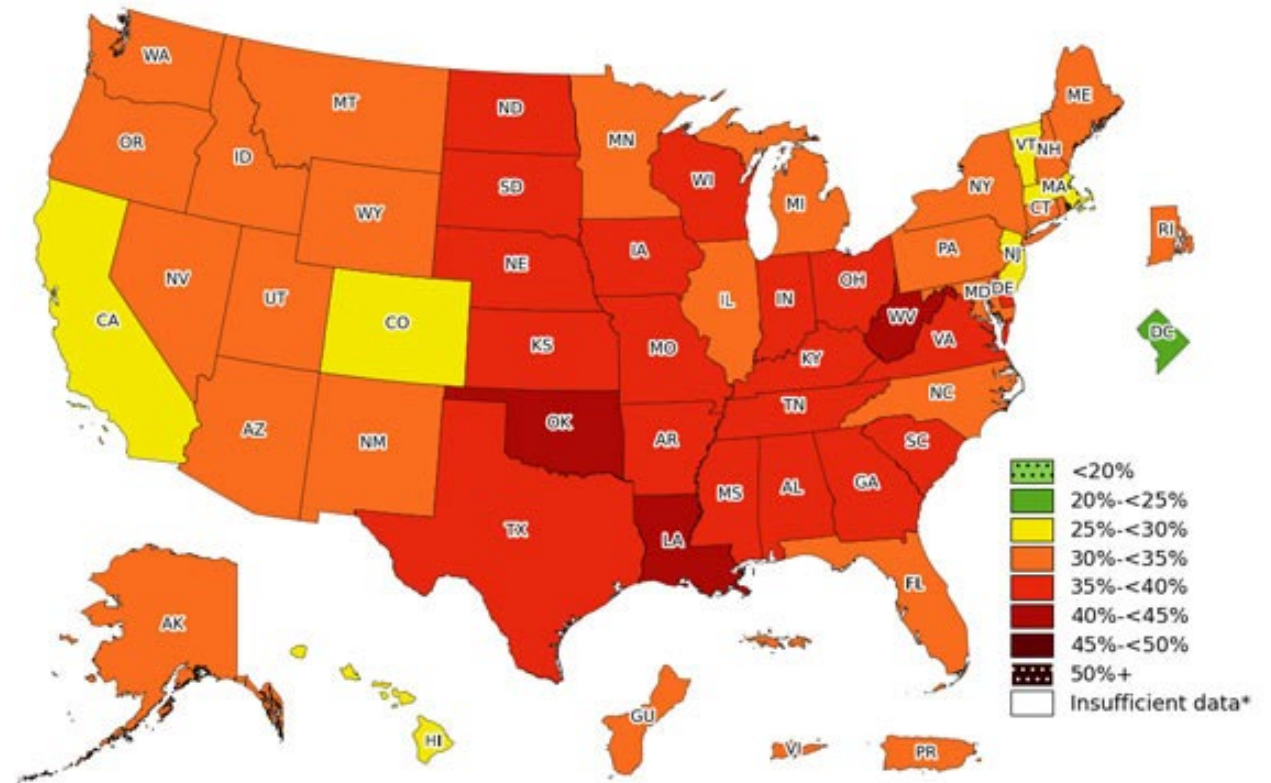 WA
MT
ND
MN
ME
OR
ID
SD
WI
VT
NH
WY
MI
NY
MA
CT
IA
NE
PA
NJ
RI
NV
UT
CO
IL
IN
OH
MD
DE
CA
KS
MO
WV
VA
DC
KY
AZ
NM
OK
AR
TN
NC
SC
MS
AL
GA
TX
LA
FL
AK
HI
GU
VI
PR
<20%
20%-<25%
25%-<30%
30%-<35%
35%-<40%
40%-<45%
45%-<50%
50%+
Insufficient data*